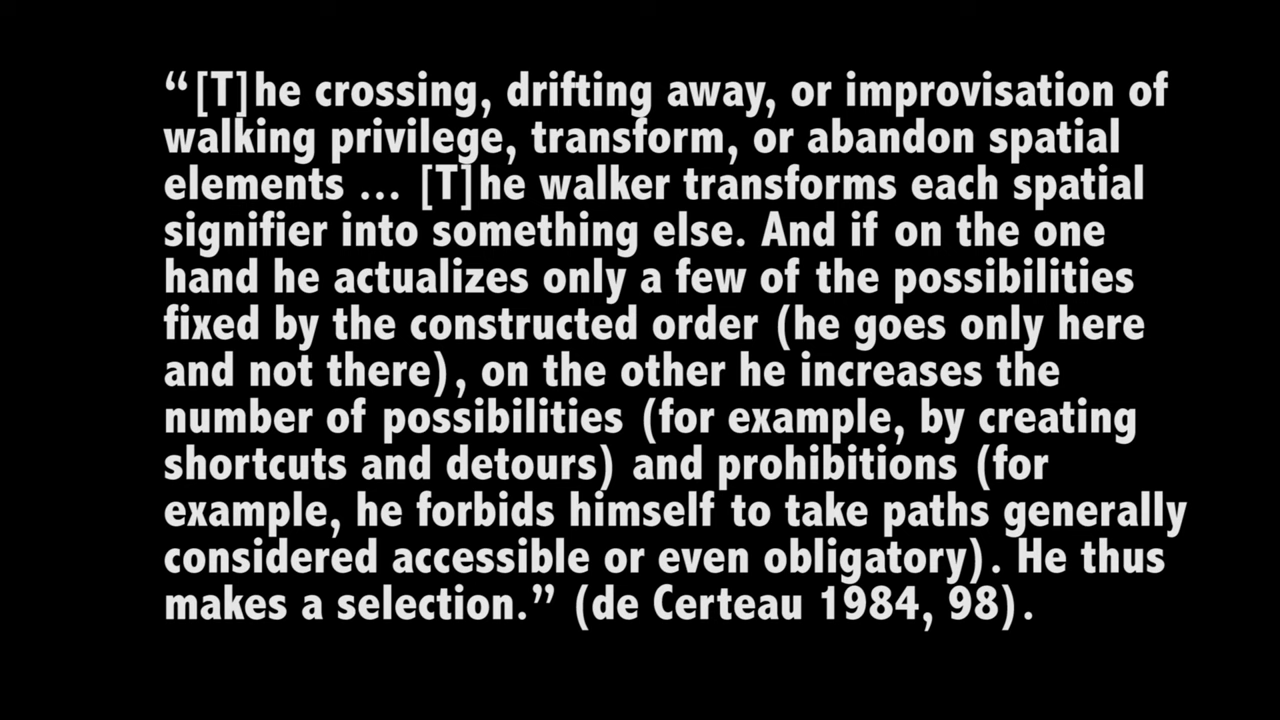 “[T]he crossing, drifting away, or improvisation of
walking privilege, transform, or abandon spatial
elements ... [T]he walker transforms each spatial
signifier into something else. And if on the one
hand he actualizes only a few of the possibilities
fixed by the constructed order (he goes only here
and not there), on the other he increases the
number of possibilities (for example, by creating
shortcuts and detours) and prohibitions (for
example, he forbids himself to take paths generally
considered accessible or even obligatory). He thus
makes a selection.” (de Certeau 1984, 98).